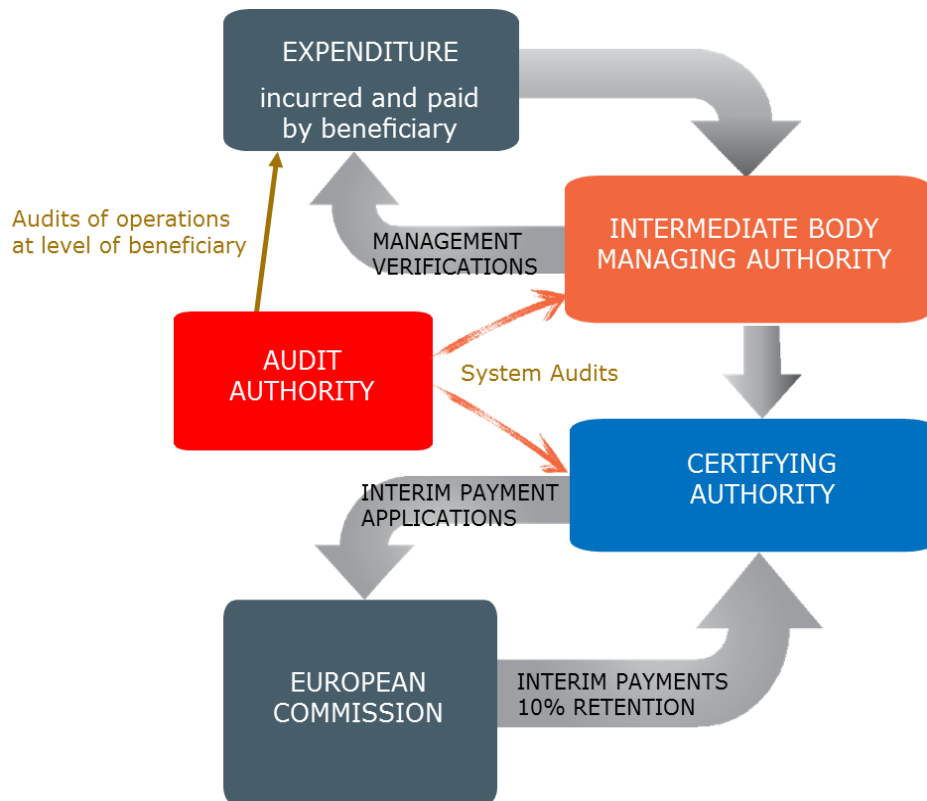 EXPENDITURE
incurred and paid
by beneficiary
Audits of operations
at level of beneficiary
MANAGEMENT
VERIFICATIONS
INTERMEDIATE BODY
MANAGING AUTHORITY
AUDIT
AUTHORITY
System Audits
CERTIFYING
AUTHORITY
INTERIM PAYMENT
APPLICATIONS
EUROPEAN
COMMISSION
INTERIM PAYMENTS
10% RETENTION